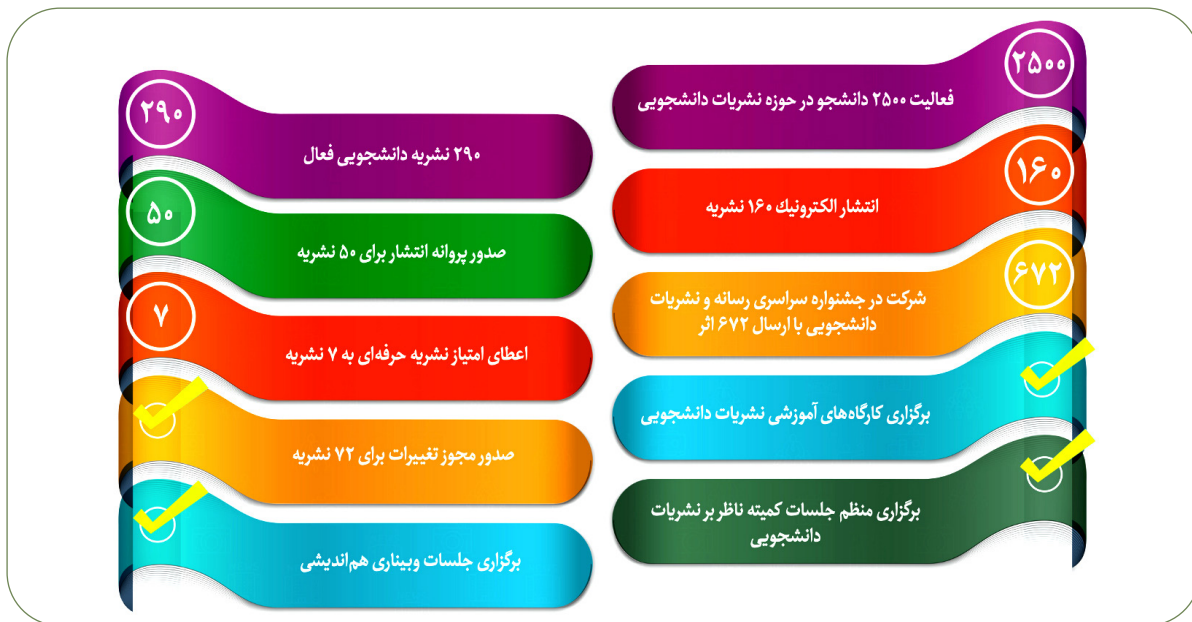 ۲۵۰۰
فعالیت ۲۵۰۰ دانشجو در حوزه نشریات دانشجویی
۱۶۰
انتشار الکترونیك ۱۶۰ نشریه
۶۷۲
شرکت در جشنواره سراسری رسانه و نشریات
دانشجویی با ارسال ۶۷۲ اثر
برگزاری کارگاه‌های آموزشی نشریات دانشجویی
برگزاری منظم جلسات کمیته ناظر بر نشریات
دانشجویی
۲۹۰
۲۹۰ نشریه دانشجویی فعال
۵۰
صدور پروانه انتشار برای ۵۰ نشریه
۷
اعطای امتیاز نشریه حرفه‌ای به ۷ نشریه
صدور مجوز تغییرات برای ۷۲ نشریه
برگزاری جلسات وبیناری هم‌اندیشی